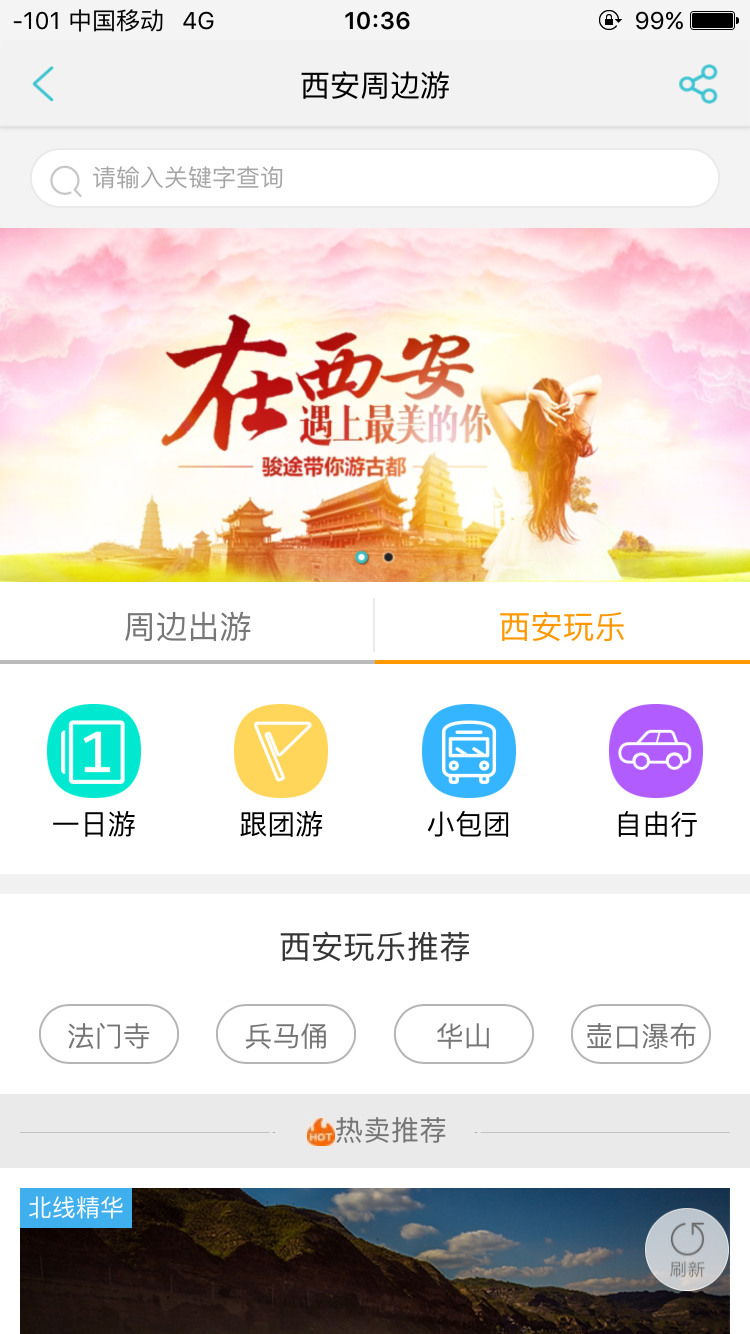 -101 中国移动 4G 10:36 99%
西安周边游
请输入关键字查询
在西安
遇上最美的你
骏途带你游古都
周边出游 西安玩乐
1
一日游 跟团游 小包团 自由行
西安玩乐推荐
法门寺 兵马俑 华山 壶口瀑布
HOT 热卖推荐
北线精华
刷新